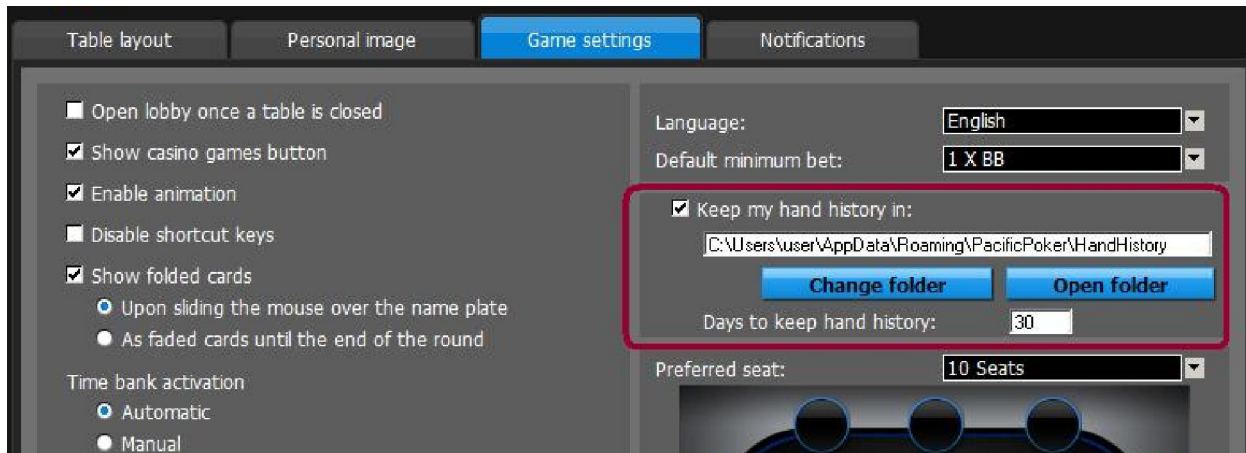 Table layout
Personal image
Game settings
Notifications
Open lobby once a table is closed
Show casino games button
Enable animation
Disable shortcut keys
Show folded cards
Upon sliding the mouse over the name plate
As faded cards until the end of the round
Time bank activation
Automatic
Manual
Language: English
Default minimum bet: 1 X BB
Keep my hand history in:
C:\Users\user\AppData\Roaming\PacificPoker\HandHistory
Change folder
Open folder
Days to keep hand history: 30
Preferred seat: 10 Seats